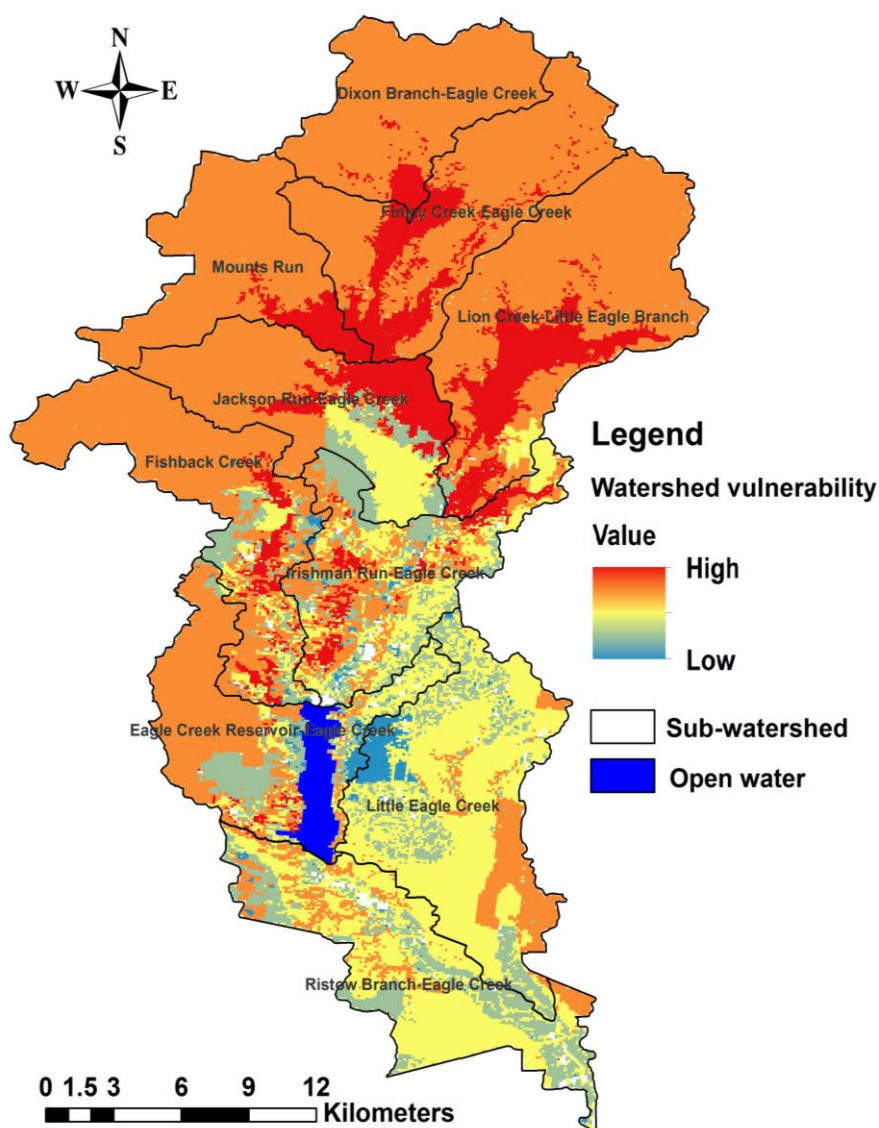 N
W E
S
Dixon Branch-Eagle Creek
Finley Creek-Eagle Creek
Mounts Run
Lion Creek-Little Eagle Branch
Jackson Run-Eagle Creek
Fishback Creek
Irishman Run-Eagle Creek
Eagle Creek Reservoir-Eagle Creek
Little Eagle Creek
Ristow Branch-Eagle Creek
Legend
Watershed vulnerability
Value
High
Low
Sub-watershed
Open water
0 1.5 3 6 9 12
Kilometers